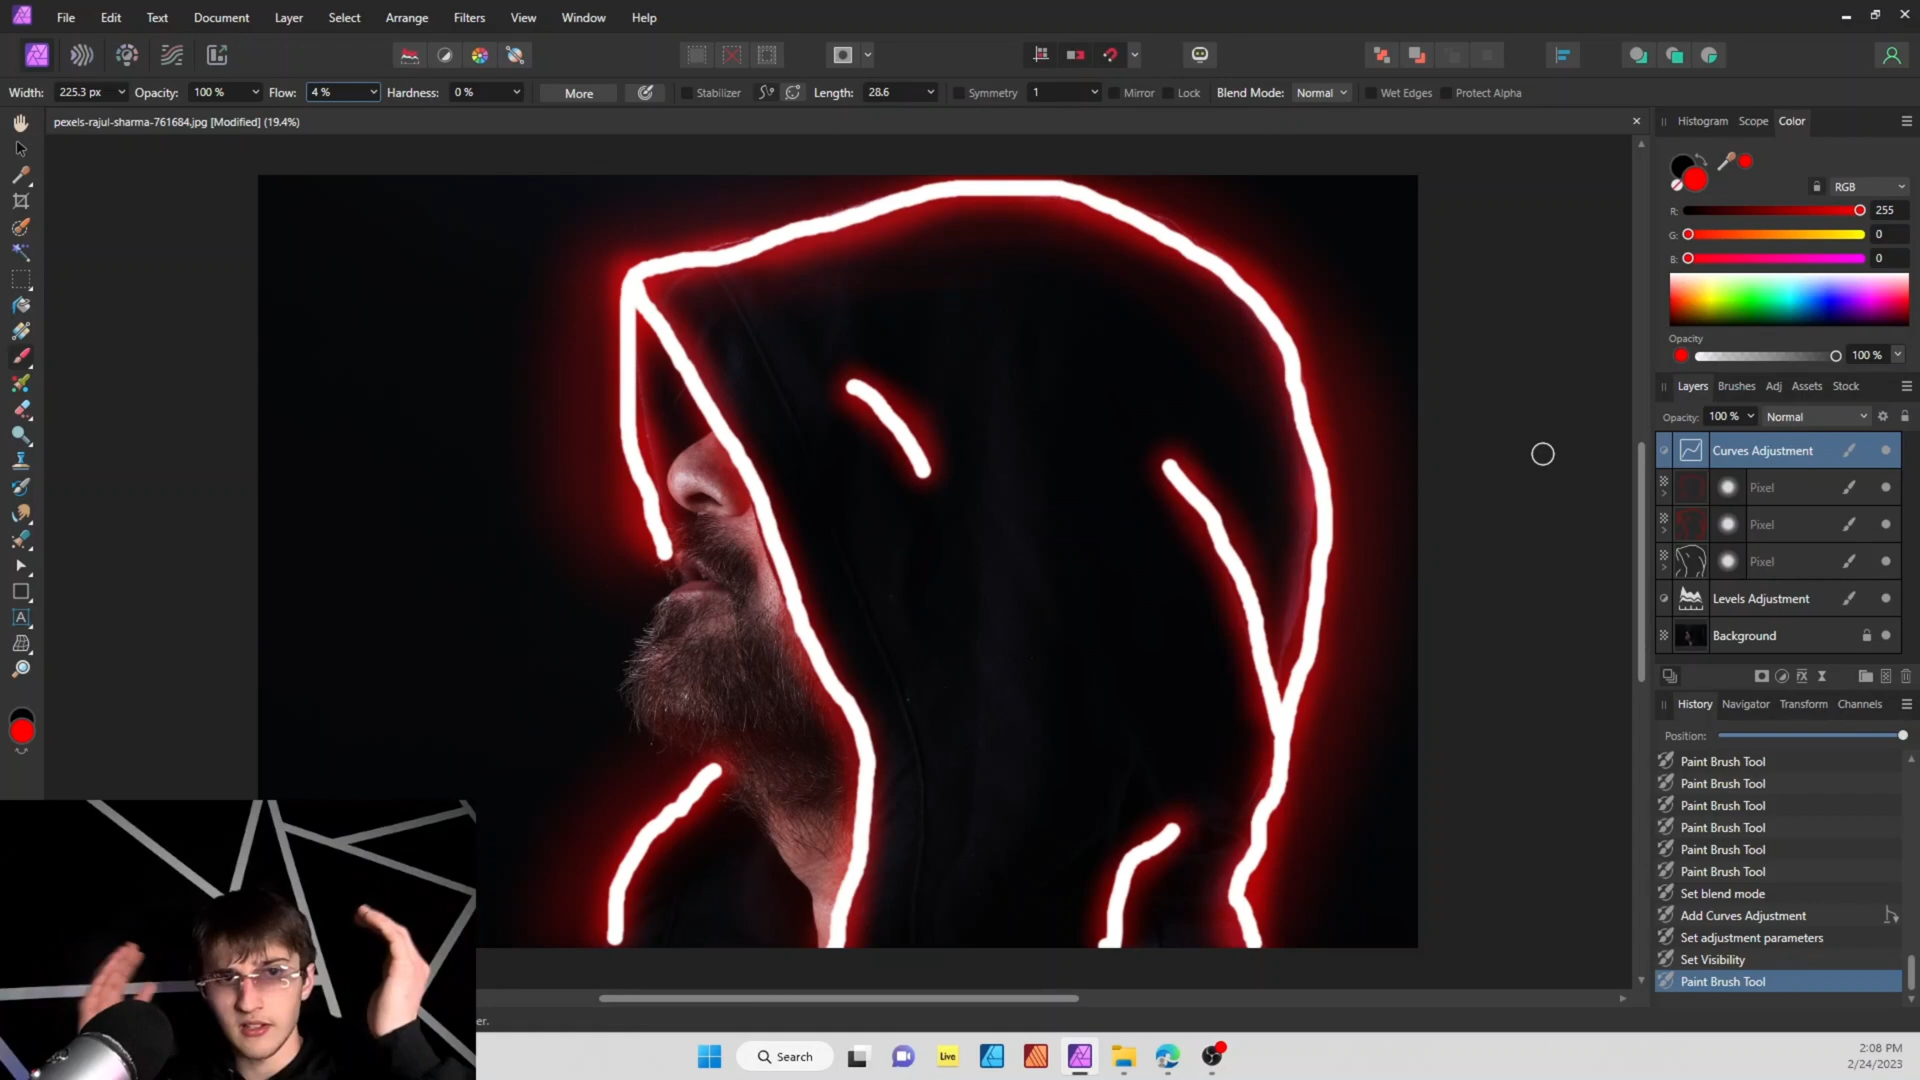 File Edit Text Document Layer Select Arrange Filters View Window Help
Width: 225.3 px Opacity: 100 % Flow: 4 % Hardness: 0 % More Stabilizer Length: 28.6 Symmetry 1 Mirror Lock Blend Mode: Normal Wet Edges Protect Alpha
pexels-rajul-sharma-761684.jpg [Modified] (19.4%)
Histogram Scope Color
RGB
R: 255
G: 0
B: 0
Opacity
100 %
Layers Brushes Adj Assets Stock
Opacity: 100 % Normal
Curves Adjustment
Pixel
Pixel
Pixel
Levels Adjustment
Background
History Navigator Transform Channels
Position:
Paint Brush Tool
Paint Brush Tool
Paint Brush Tool
Paint Brush Tool
Paint Brush Tool
Paint Brush Tool
Set blend mode
Add Curves Adjustment
Set adjustment parameters
Set Visibility
Paint Brush Tool
er.
Search
Live
2:08 PM
2/24/2023